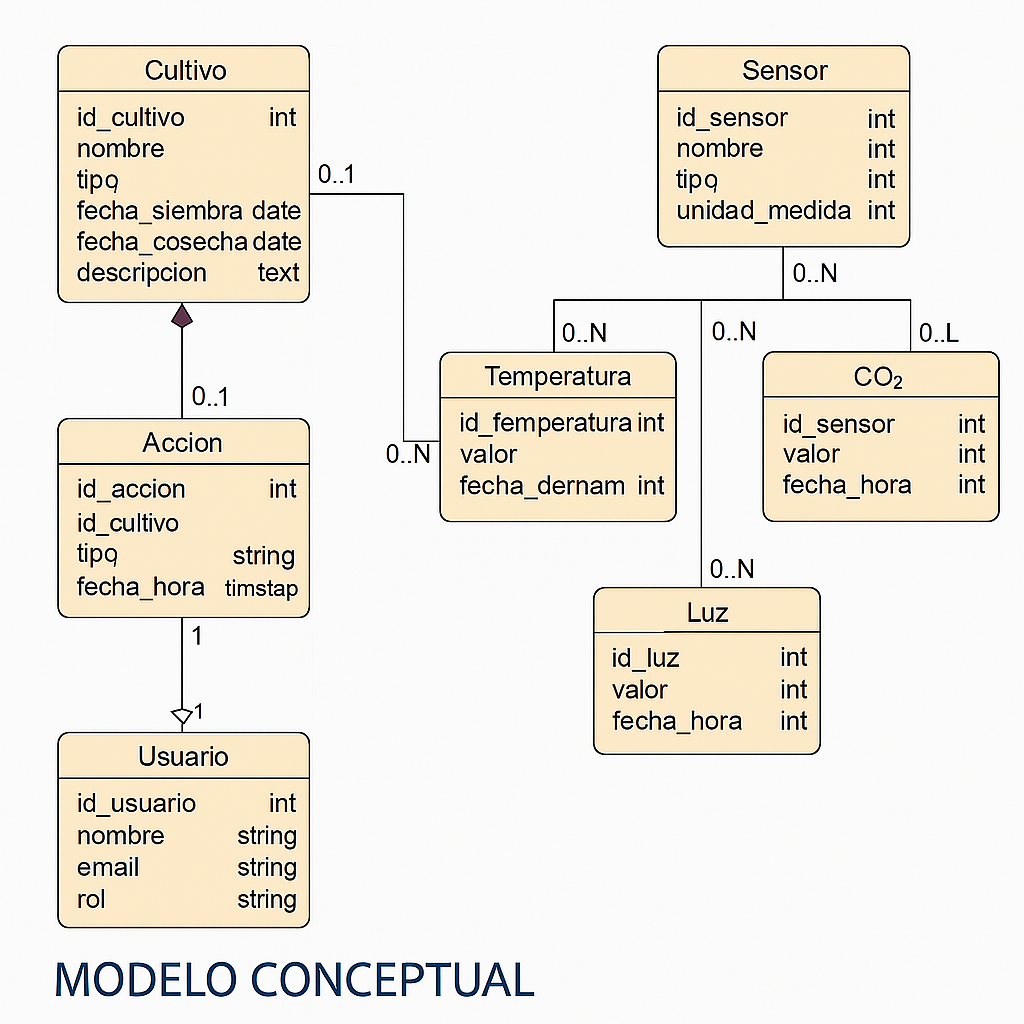 Cultivo
id_cultivo int
nombre
tipo
fecha_siembra date
fecha_cosecha date
descripcion text
0..1
0..1
Accion
id_accion int
id_cultivo
tipo string
fecha_hora timstap
1
1
Usuario
id_usuario int
nombre string
email string
rol string
Sensor
id_sensor int
nombre int
tipo int
unidad_medida int
0..N
0..N
0..N
0..L
0..N
Temperatura
id_femperatura int
valor
fecha_dernam int
CO₂
id_sensor int
valor int
fecha_hora int
0..N
Luz
id_luz int
valor int
fecha_hora int
MODELO CONCEPTUAL